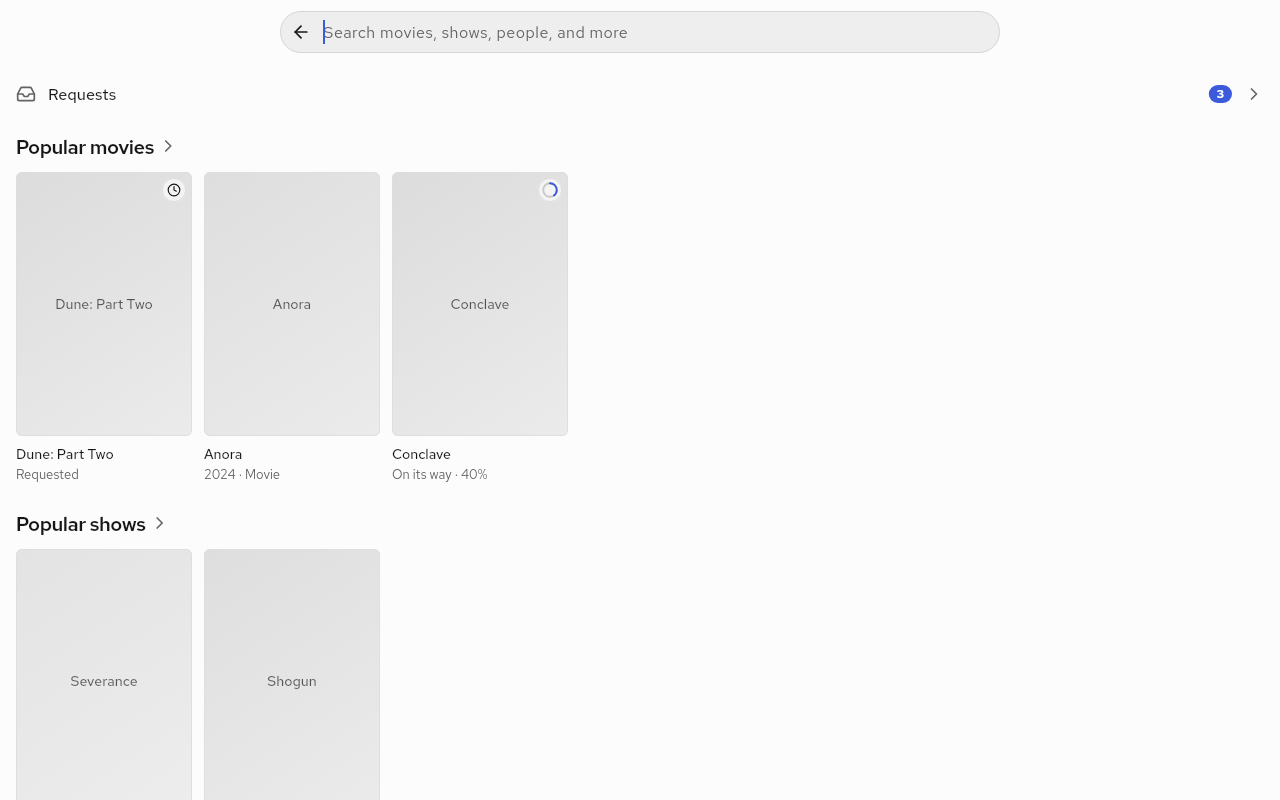 Search movies, shows, people, and more
Requests
3
Popular movies
Dune: Part Two
Anora
Conclave
Dune: Part Two
Anora
Conclave
Requested
2024 · Movie
On its way · 40%
Popular shows
Severance
Shogun